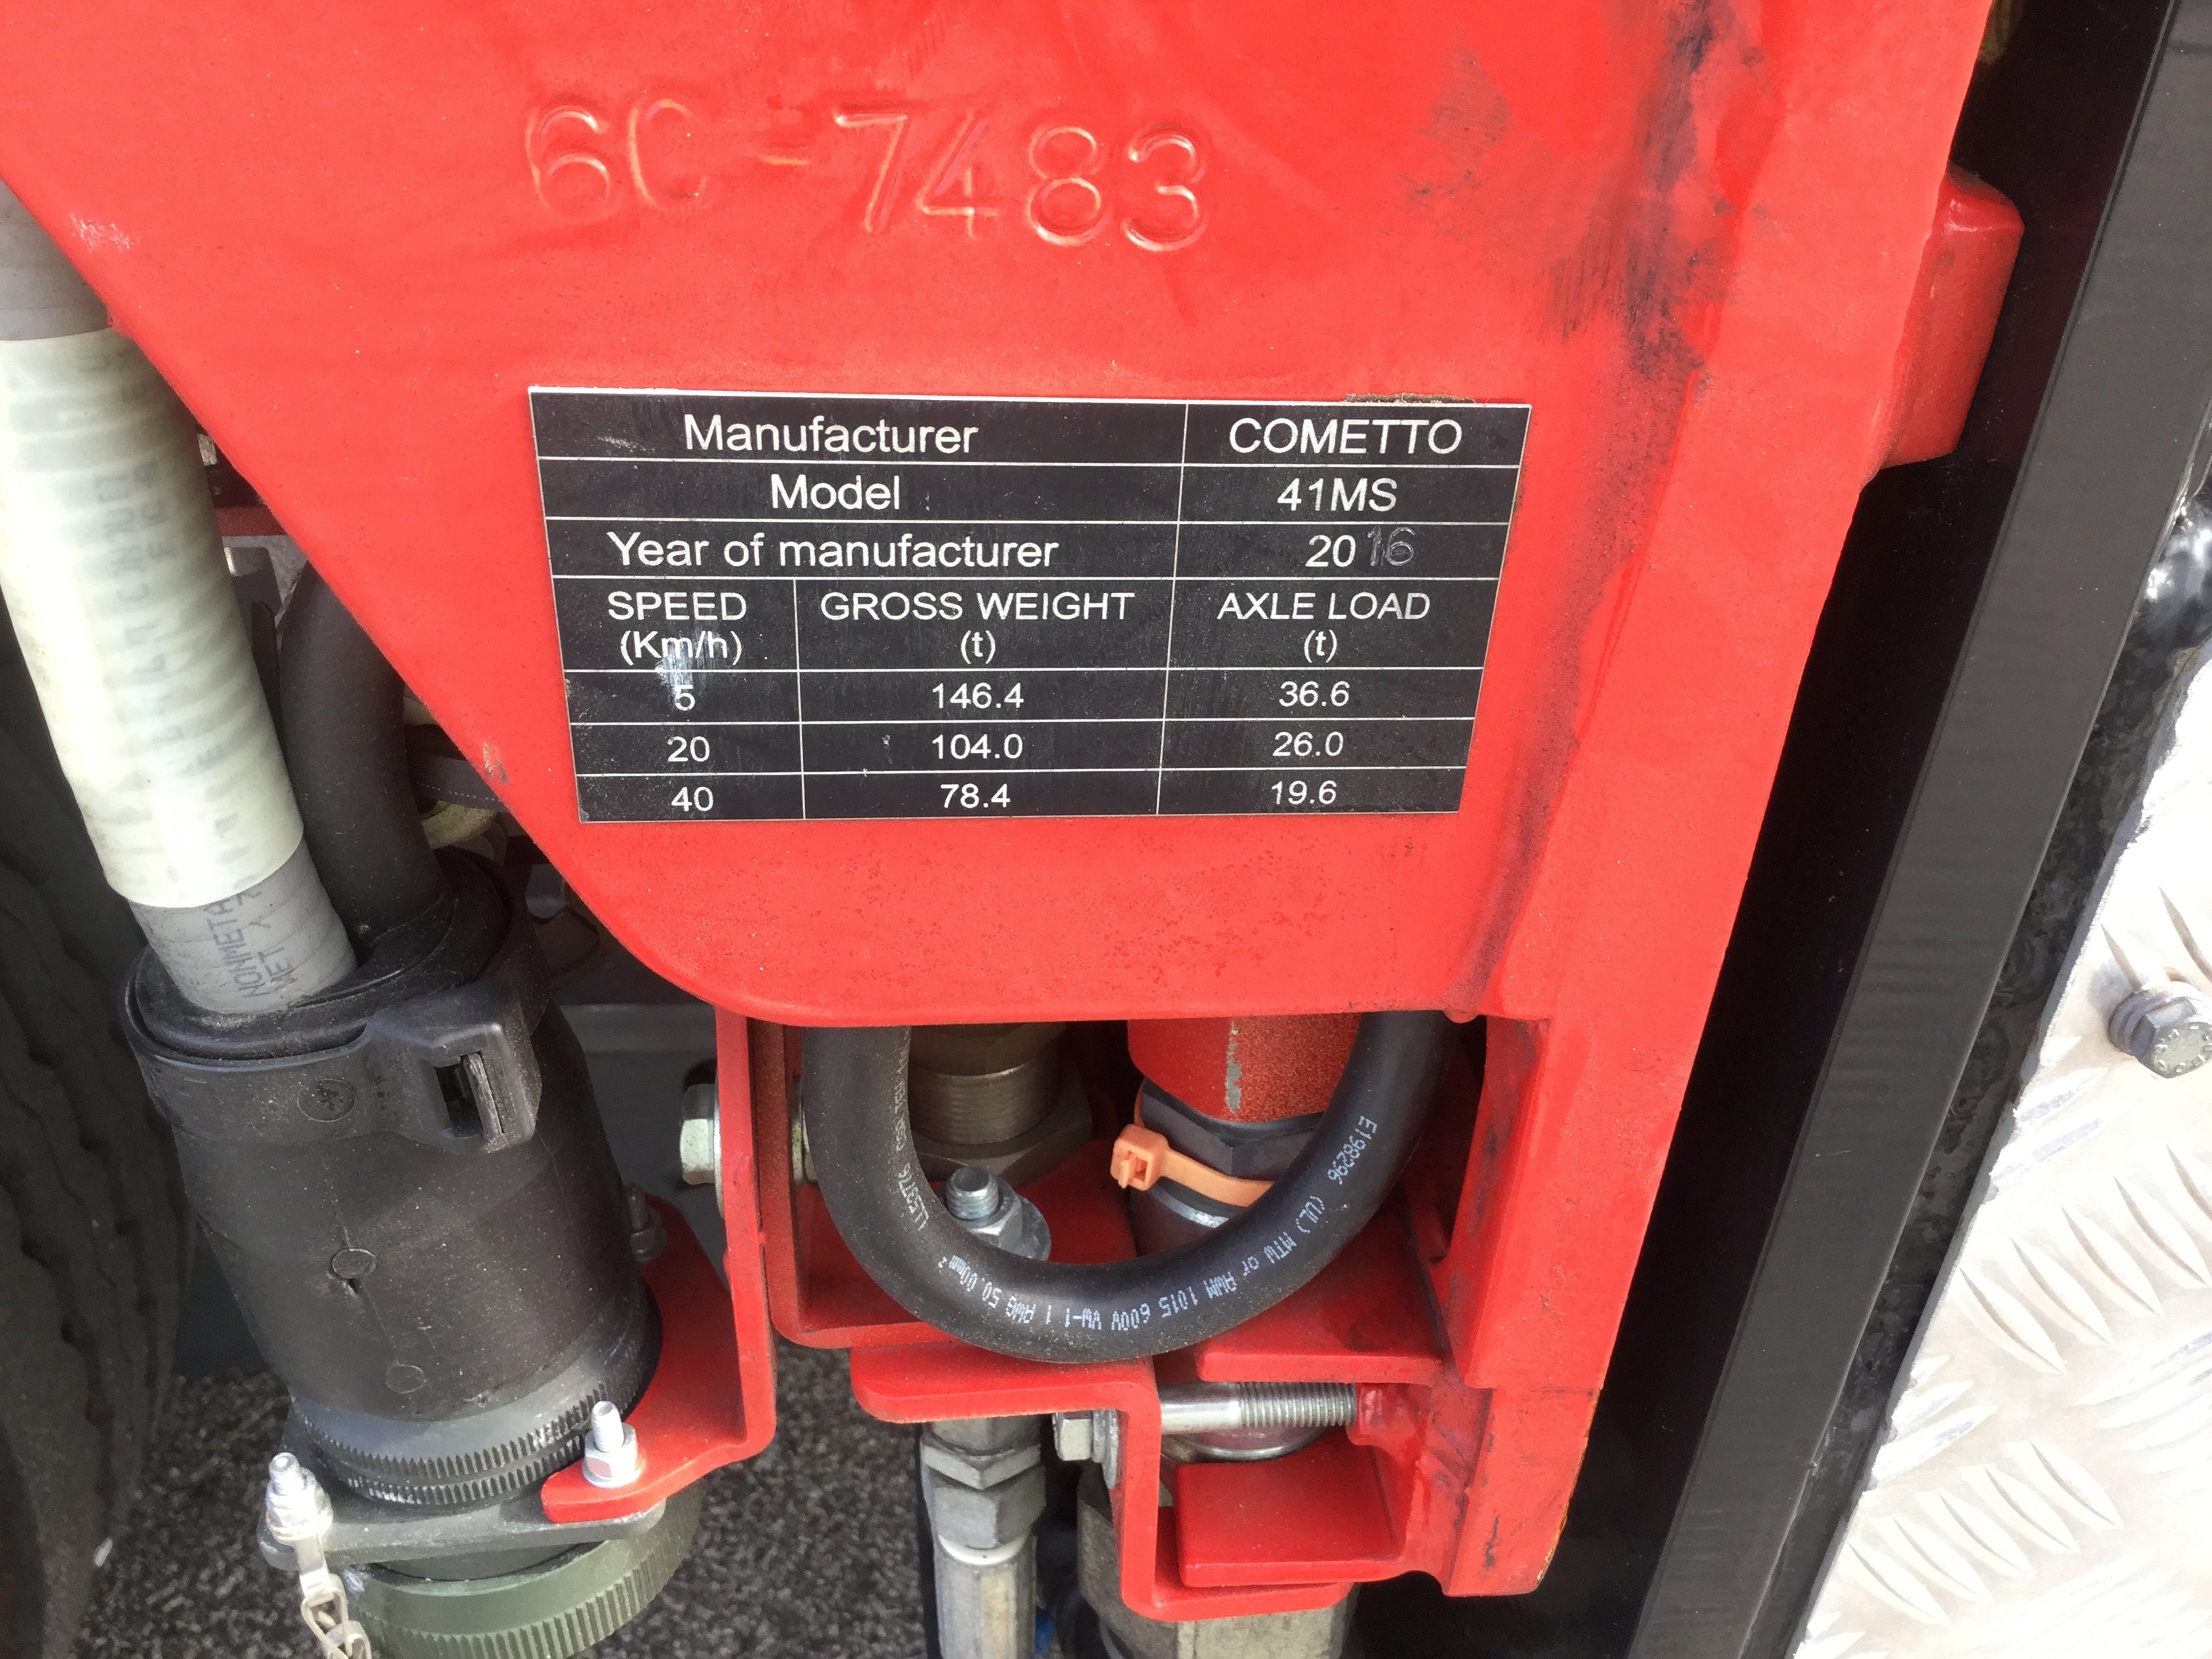 6C-7483
Manufacturer COMETTO
Model 41MS
Year of manufacturer 2016
SPEED (Km/h) GROSS WEIGHT (t) AXLE LOAD (t)
5 146.4 36.6
20 104.0 26.0
40 78.4 19.6
E198296 (UL) MTW or AWM 1015 600V VW-1 1 AWG 50.00mm²